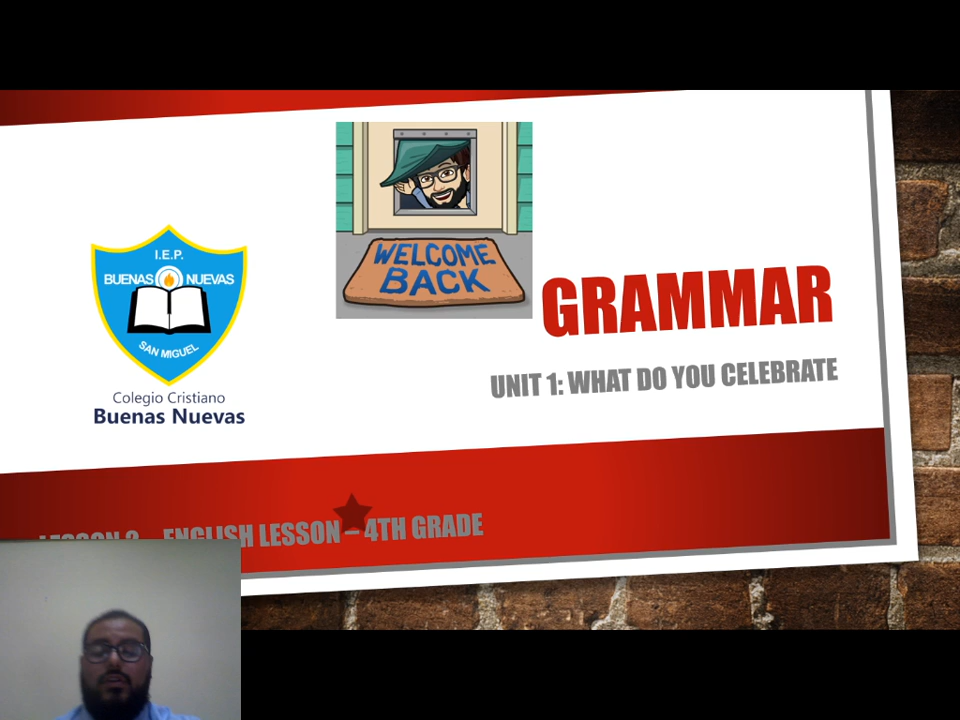 WELCOME
BACK
I.E.P.
BUENAS NUEVAS
SAN MIGUEL
Colegio Cristiano
Buenas Nuevas
GRAMMAR
UNIT 1: WHAT DO YOU CELEBRATE
ENGLISH LESSON – 4TH GRADE